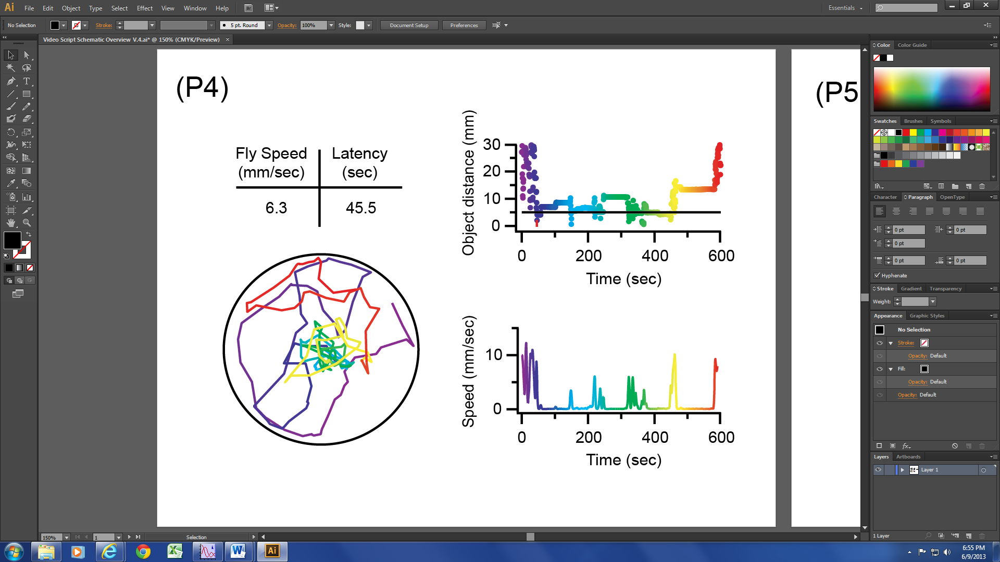 Ai File Edit Object Type Select Effect View Window Help Br Essentials
No Selection Stroke: 5 pt. Round Opacity: 100% Style: Document Setup Preferences
Video Script Schematic Overview V.4.ai* @ 150% (CMYK/Preview)
(P4)
Fly Speed
(mm/sec)
Latency
(sec)
6.3
45.5
Object distance (mm)
30
20
10
0
0 200 400 600
Time (sec)
Speed (mm/sec)
10
0
0 200 400 600
Time (sec)
(P5
Color Color Guide
Swatches Brushes Symbols
Character Paragraph OpenType
0 pt 0 pt
0 pt
0 pt 0 pt
Hyphenate
Stroke Gradient Transparency
Weight:
Appearance Graphic Styles
No Selection
Stroke:
Opacity: Default
Fill:
Opacity: Default
Opacity: Default
fx
Layers Artboards
Layer 1
1 Layer
150% 1 Selection
Ai
6:55 PM
6/9/2013